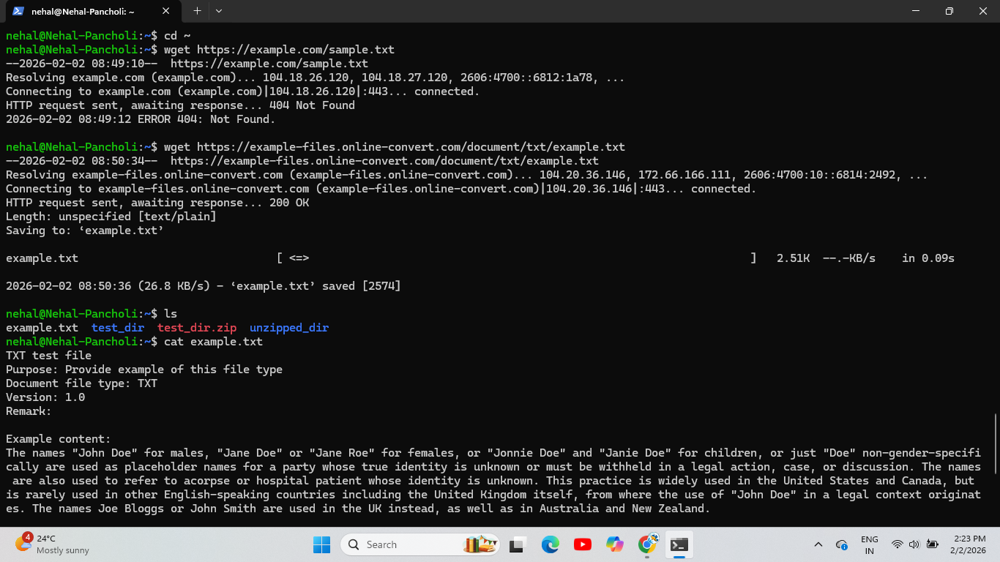 nehal@Nehal-Pancholi: ~
nehal@Nehal-Pancholi:~$ cd ~
nehal@Nehal-Pancholi:~$ wget https://example.com/sample.txt
--2026-02-02 08:49:10--  https://example.com/sample.txt
Resolving example.com (example.com)... 104.18.26.120, 104.18.27.120, 2606:4700::6812:1a78, ...
Connecting to example.com (example.com)|104.18.26.120|:443... connected.
HTTP request sent, awaiting response... 404 Not Found
2026-02-02 08:49:12 ERROR 404: Not Found.
nehal@Nehal-Pancholi:~$ wget https://example-files.online-convert.com/document/txt/example.txt
--2026-02-02 08:50:34--  https://example-files.online-convert.com/document/txt/example.txt
Resolving example-files.online-convert.com (example-files.online-convert.com)... 104.20.36.146, 172.66.166.111, 2606:4700:10::6814:2492, ...
Connecting to example-files.online-convert.com (example-files.online-convert.com)|104.20.36.146|:443... connected.
HTTP request sent, awaiting response... 200 OK
Length: unspecified [text/plain]
Saving to: ‘example.txt’
example.txt [ <=> ] 2.51K --.-KB/s in 0.09s
2026-02-02 08:50:36 (26.8 KB/s) - ‘example.txt’ saved [2574]
nehal@Nehal-Pancholi:~$ ls
example.txt  test_dir  test_dir.zip  unzipped_dir
nehal@Nehal-Pancholi:~$ cat example.txt
TXT test file
Purpose: Provide example of this file type
Document file type: TXT
Version: 1.0
Remark:
Example content:
The names "John Doe" for males, "Jane Doe" or "Jane Roe" for females, or "Jonnie Doe" and "Janie Doe" for children, or just "Doe" non-gender-specifi
cally are used as placeholder names for a party whose true identity is unknown or must be withheld in a legal action, case, or discussion. The names
 are also used to refer to acorpse or hospital patient whose identity is unknown. This practice is widely used in the United States and Canada, but
is rarely used in other English-speaking countries including the United Kingdom itself, from where the use of "John Doe" in a legal context originat
es. The names Joe Bloggs or John Smith are used in the UK instead, as well as in Australia and New Zealand.
4
24°C
Mostly sunny
Search
ENG
IN
2:23 PM
2/2/2026